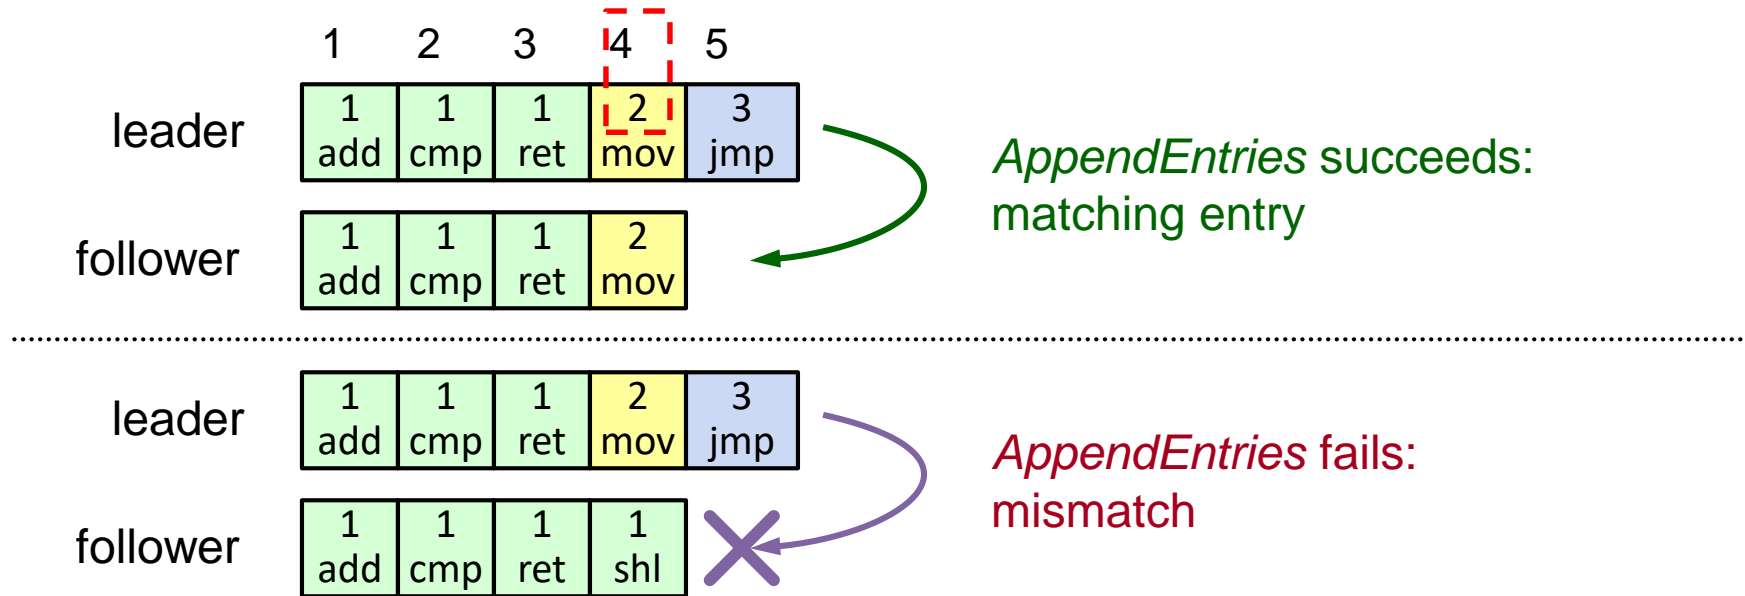 1 2 3 4 5
leader
1 1 1 2 3
add cmp ret mov jmp
AppendEntries succeeds:
matching entry
follower
1 1 1 2
add cmp ret mov
leader
1 1 1 2 3
add cmp ret mov jmp
AppendEntries fails:
mismatch
follower
1 1 1 1
add cmp ret shl